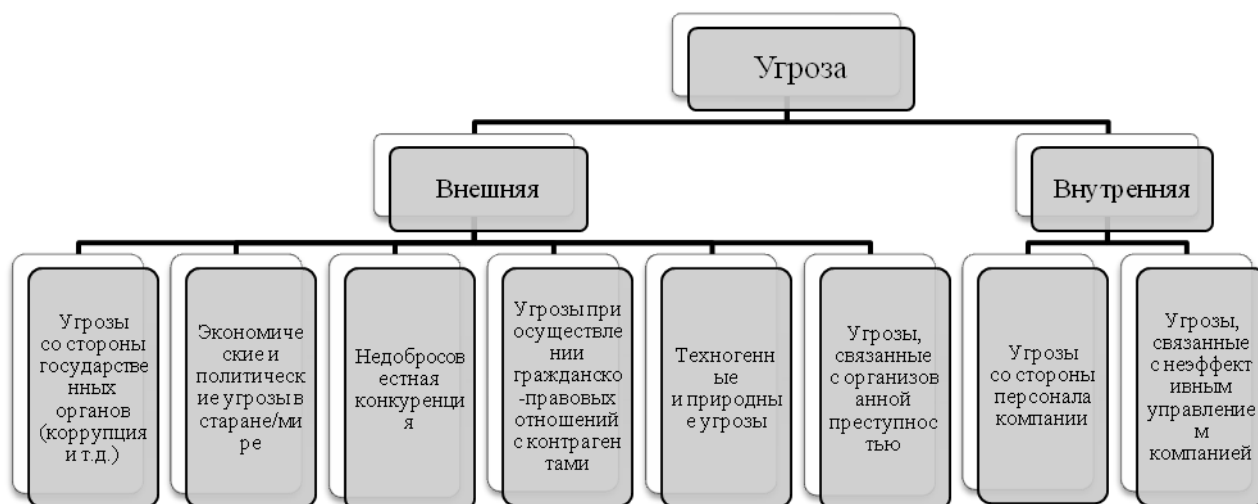 Угроза
Внешняя
Внутренняя
Угрозы
со стороны
государстве
нных
органов
(коррупция
и т.д.)
Экономиче
ские и
политическ
ие угрозы в
старане/ми
ре
Недобросов
естная
конкуренци
я
Угрозы при
осуществле
нии
гражданско
-правовых
отношений
с контраген
тами
Техногенн
ые
и природны
е угрозы
Угрозы,
связанные
с организов
анной
преступнос
тью
Угрозы
со стороны
персонала
компании
Угрозы,
связанные
с неэффект
ивным
управление
м
компанией